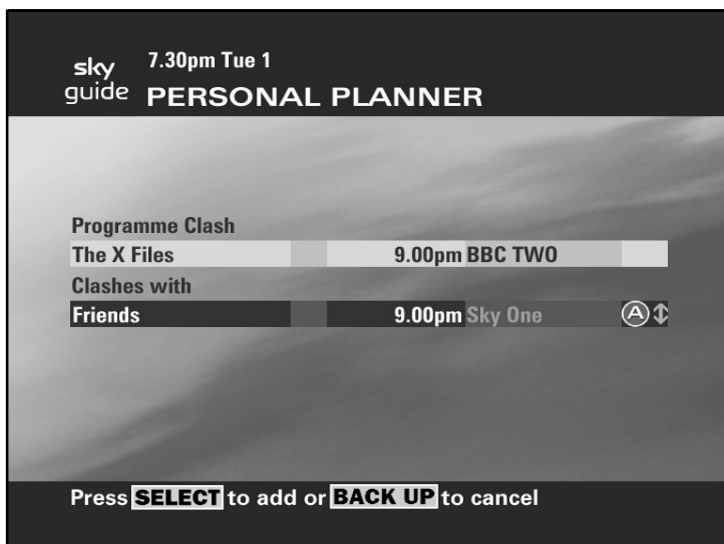 sky 7.30pm Tue 1
guide PERSONAL PLANNER
Programme Clash
The X Files 9.00pm BBC TWO
Clashes with
Friends 9.00pm Sky One A
Press SELECT to add or BACK UP to cancel